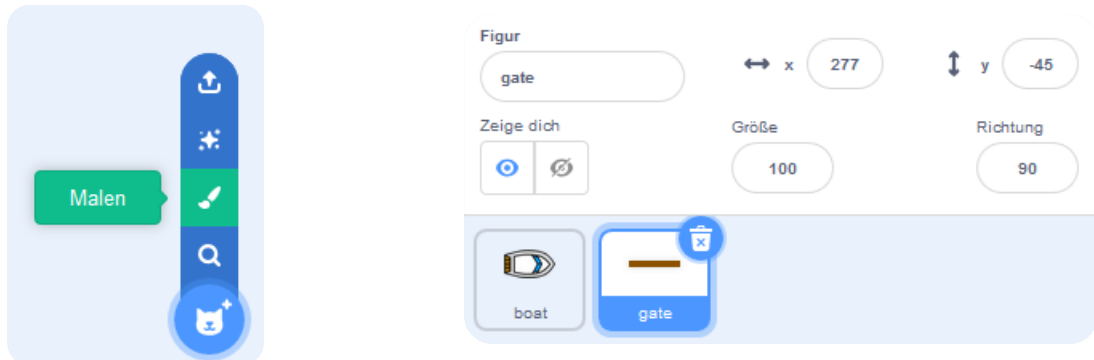 Malen
Figur
gate
x 277
y -45
Zeige dich
Größe
100
Richtung
90
boat
gate